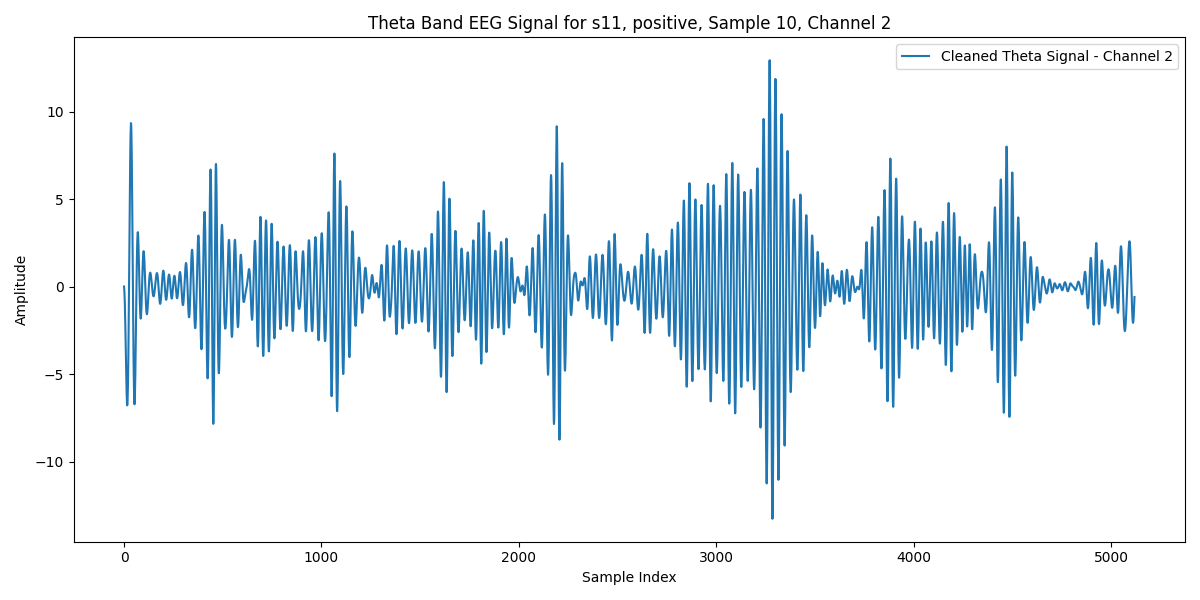 Theta Band EEG Signal for s11, positive, Sample 10, Channel 2
Cleaned Theta Signal - Channel 2
Amplitude
10
5
0
−5
−10
0 1000 2000 3000 4000 5000
Sample Index